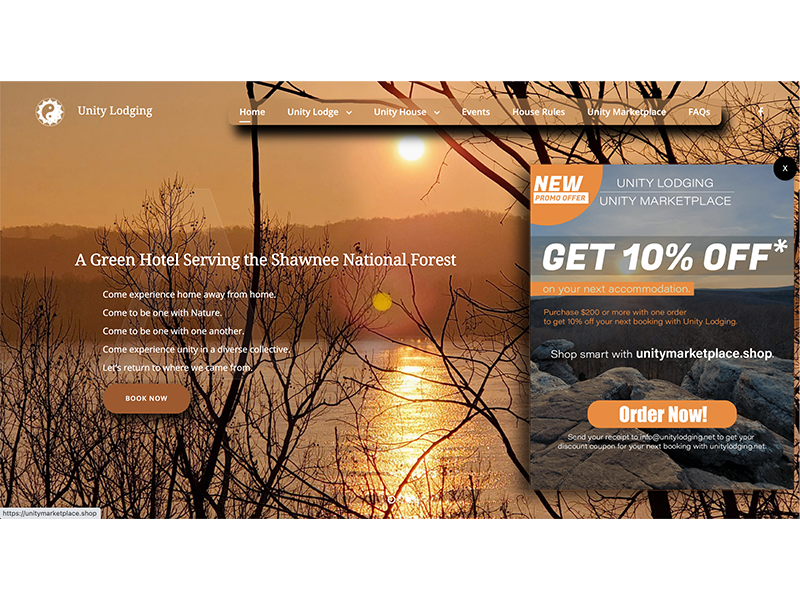 Unity Lodging
Home Unity Lodge Unity House Events House Rules Unity Marketplace FAQs
A Green Hotel Serving the Shawnee National Forest
Come experience home away from home.
Come to be one with Nature.
Come to be one with one another.
Come experience unity in a diverse collective.
Let's return to where we came from.
BOOK NOW
X
NEW
PROMO OFFER
UNITY LODGING
UNITY MARKETPLACE
GET 10% OFF*
on your next accommodation.
Purchase $200 or more with one order
to get 10% off your next booking with Unity Lodging.
Shop smart with unitymarketplace.shop.
Order Now!
Send your receipt to info@unitylodging.net to get your
discount coupon for your next booking with unitylodging.net.
https://unitymarketplace.shop